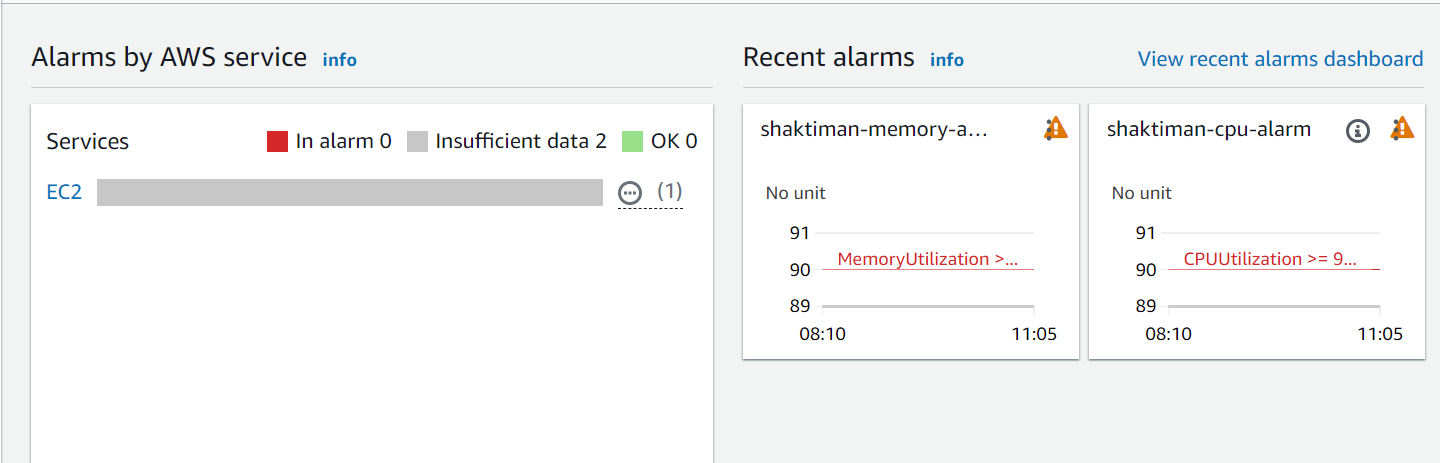 Alarms by AWS service info
Recent alarms info View recent alarms dashboard
Services In alarm 0 Insufficient data 2 OK 0
EC2 (1)
shaktiman-memory-a...
No unit
91
90
89
MemoryUtilization >...
08:10 11:05
shaktiman-cpu-alarm
No unit
91
90
89
CPUUtilization >= 9...
08:10 11:05